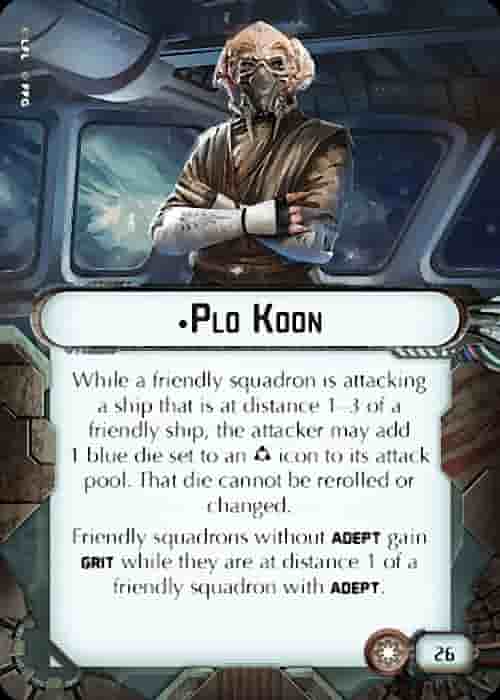 © LFL © FFG
•Plo Koon
While a friendly squadron is attacking
a ship that is at distance 1–3 of a
friendly ship, the attacker may add
1 blue die set to an icon to its attack
pool. That die cannot be rerolled or
changed.
Friendly squadrons without ADEPT gain
GRIT while they are at distance 1 of a
friendly squadron with ADEPT.
26